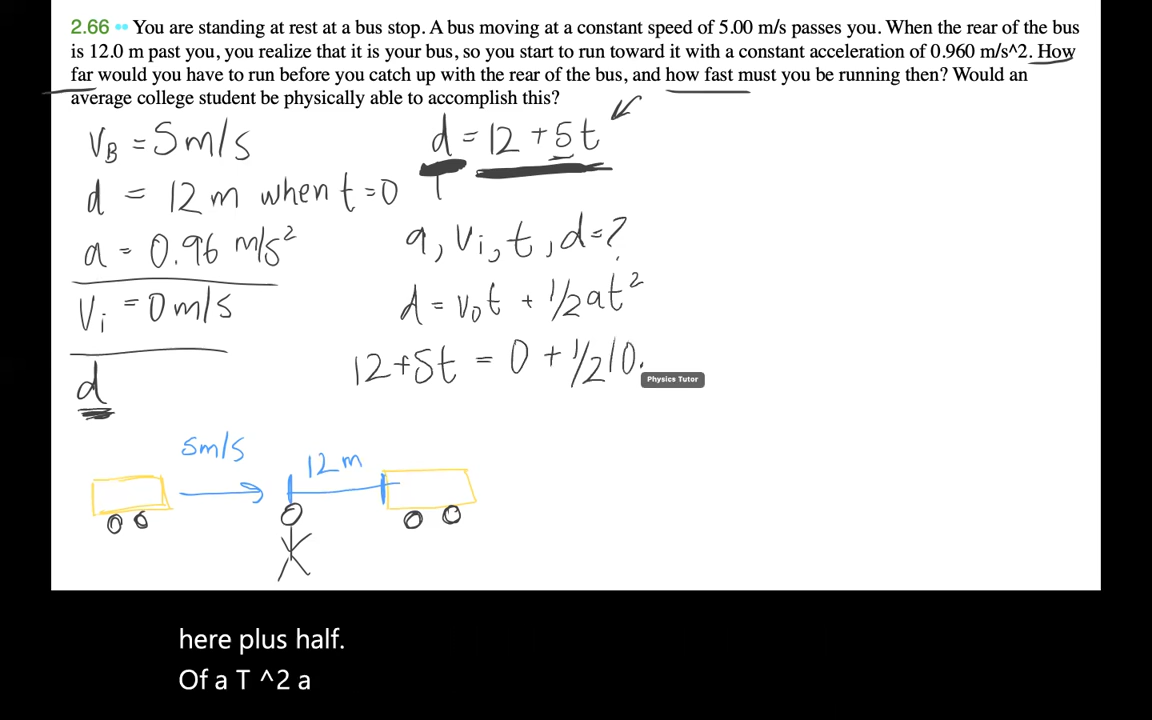 2.66 •• You are standing at rest at a bus stop. A bus moving at a constant speed of 5.00 m/s passes you. When the rear of the bus
is 12.0 m past you, you realize that it is your bus, so you start to run toward it with a constant acceleration of 0.960 m/s^2. How
far would you have to run before you catch up with the rear of the bus, and how fast must you be running then? Would an
average college student be physically able to accomplish this?
V_B = 5m/s
d = 12 m when t=0
a = 0.96 m/s²
V_i = 0m/s
d
d = 12 + 5t
a, V_i, t, d=?
d = V_0t + 1/2at²
12+5t = 0 + 1/2(0.
Physics Tutor
5m/s
12m
here plus half.
Of a T ^2 a